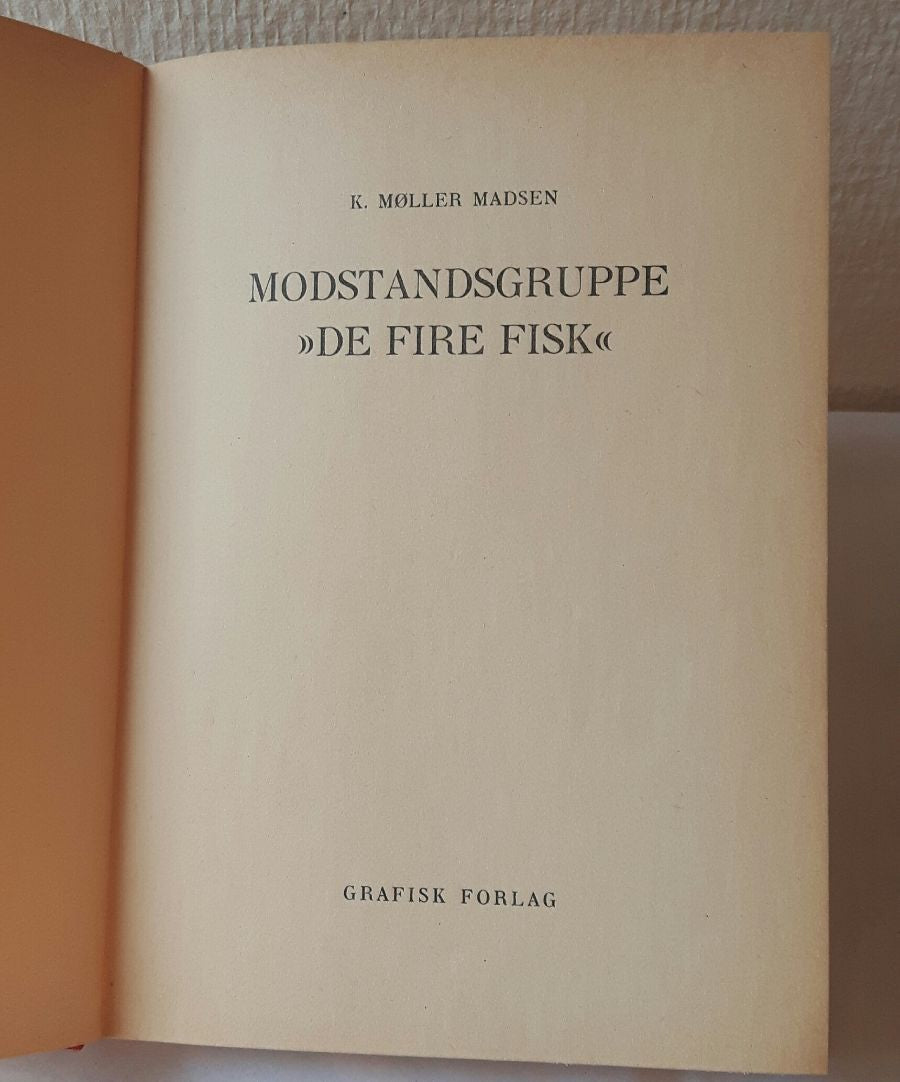 K. MØLLER MADSEN
MODSTANDSGRUPPE
»DE FIRE FISK«
GRAFISK FORLAG